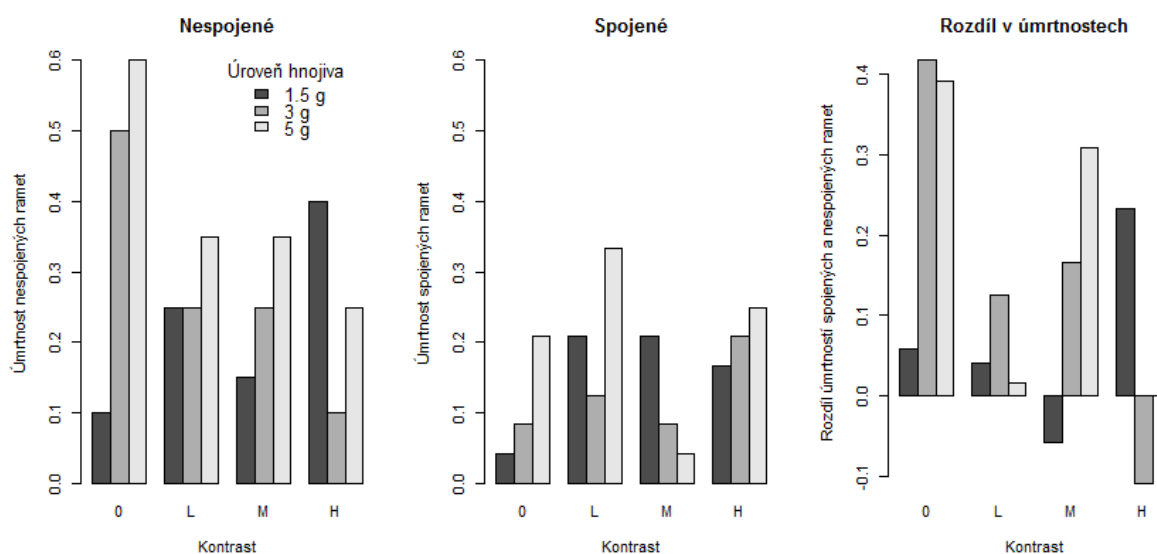 Nespojené
Úmrtnost nespojených ramet
0.6
0.5
0.4
0.3
0.2
0.1
0.0
Úroveň hnojiva
1.5 g
3 g
5 g
0 L M H
Kontrast
Spojené
Úmrtnost spojených ramet
0.6
0.5
0.4
0.3
0.2
0.1
0.0
0 L M H
Kontrast
Rozdíl v úmrtnostech
Rozdíl úmrtností spojených a nespojených ramet
0.4
0.3
0.2
0.1
0.0
-0.1
0 L M H
Kontrast